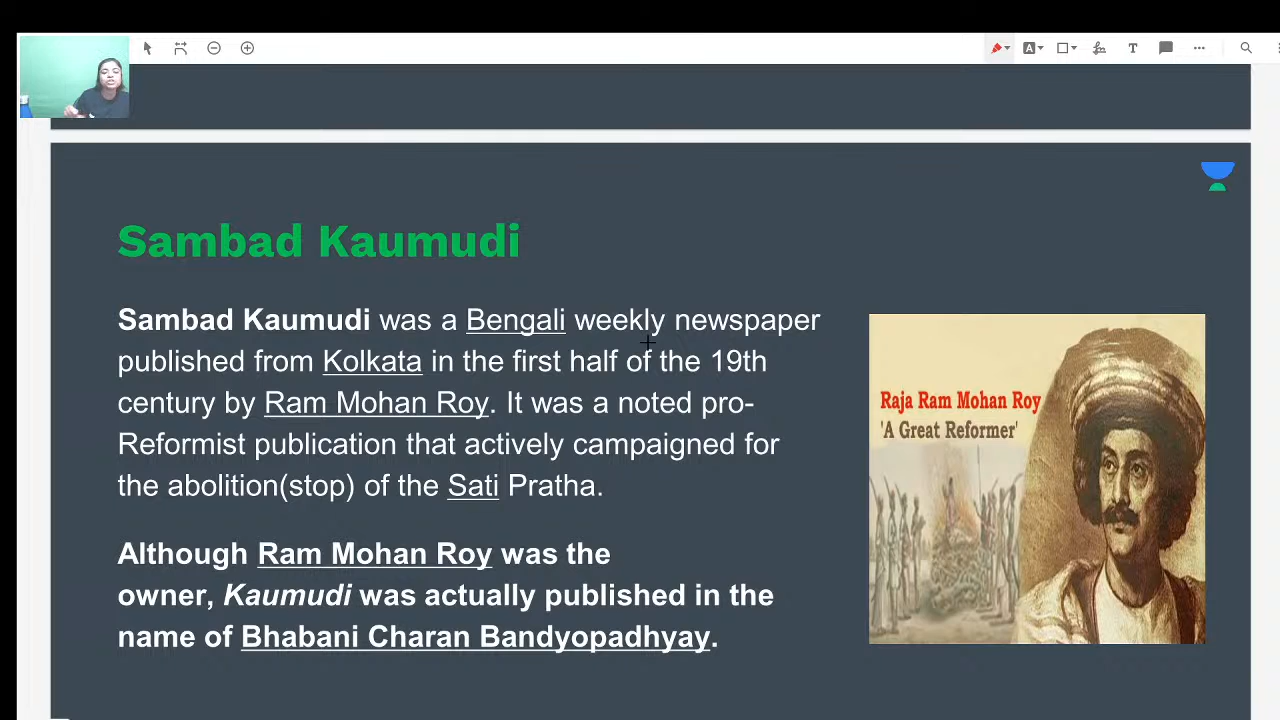 Sambad Kaumudi
Sambad Kaumudi was a Bengali weekly newspaper
published from Kolkata in the first half of the 19th
century by Ram Mohan Roy. It was a noted pro-
Reformist publication that actively campaigned for
the abolition(stop) of the Sati Pratha.
Although Ram Mohan Roy was the
owner, Kaumudi was actually published in the
name of Bhabani Charan Bandyopadhyay.
Raja Ram Mohan Roy
'A Great Reformer'